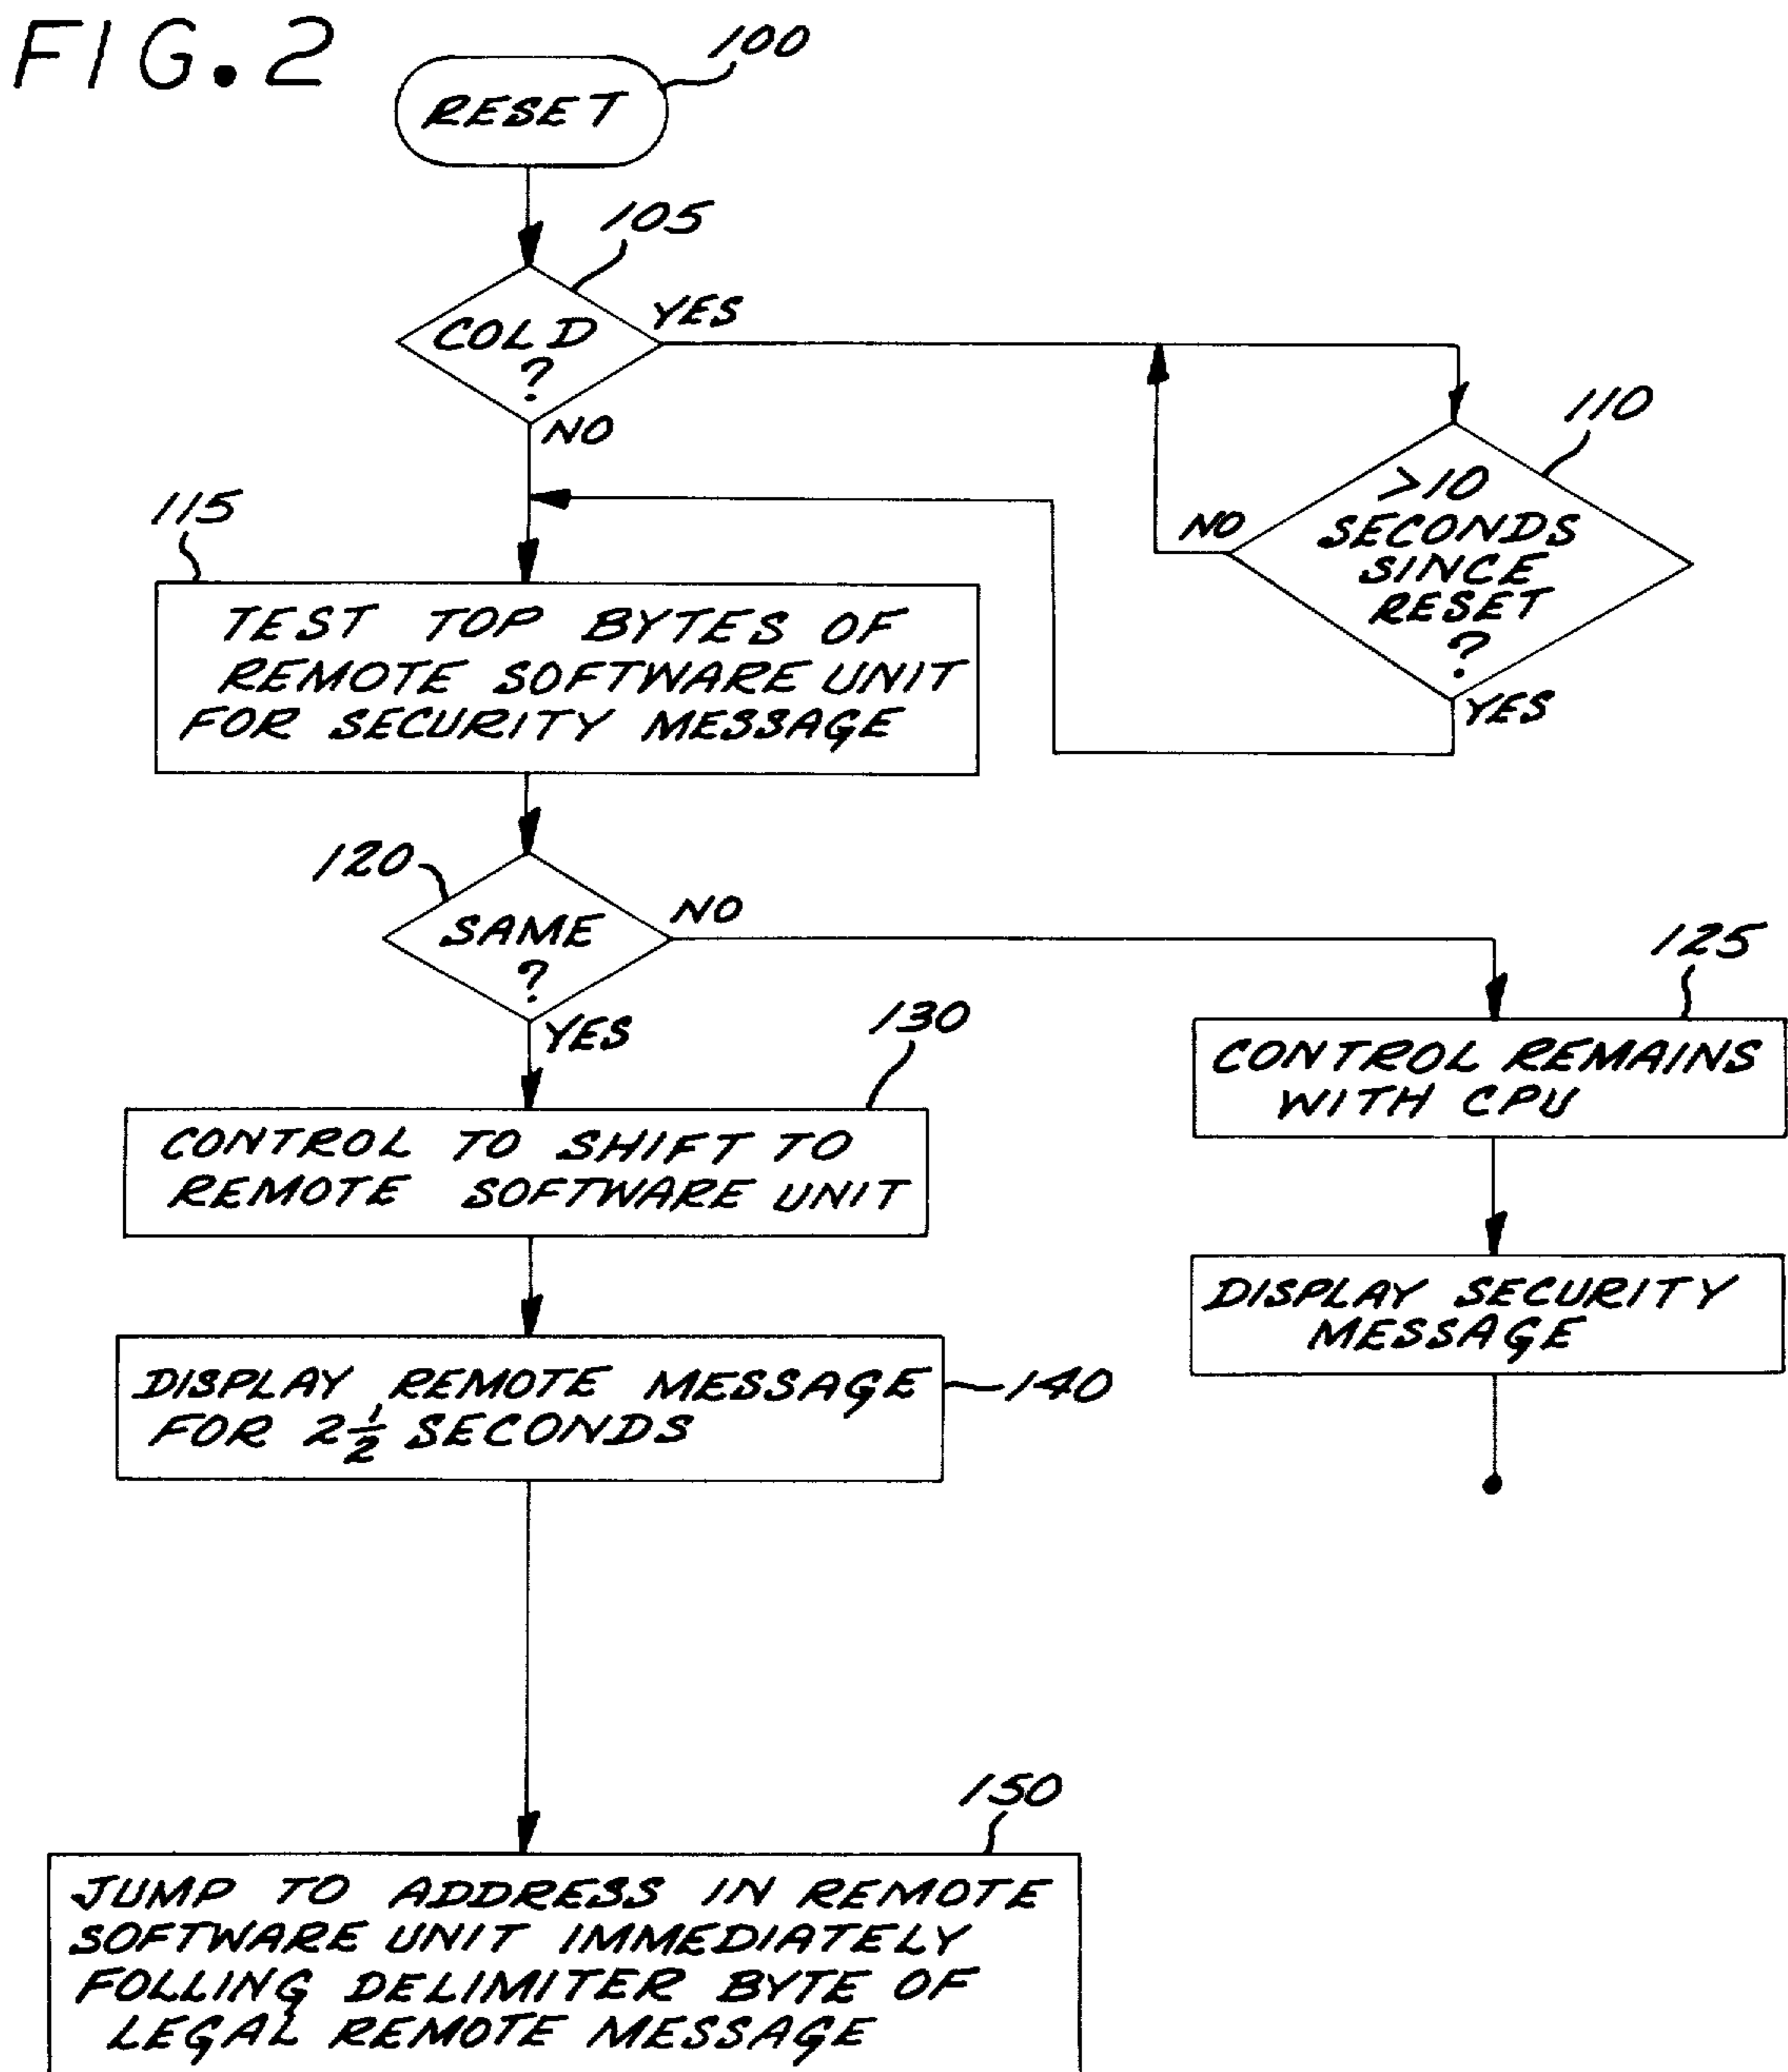 FIG. 2
100
RESET
105
COLD
?
YES
NO
110
>10
SECONDS
SINCE
RESET
?
NO
YES
115
TEST TOP BYTES OF
REMOTE SOFTWARE UNIT
FOR SECURITY MESSAGE
120
SAME
?
NO
YES
125
CONTROL REMAINS
WITH CPU
130
CONTROL TO SHIFT TO
REMOTE SOFTWARE UNIT
DISPLAY SECURITY
MESSAGE
DISPLAY REMOTE MESSAGE
FOR 2½ SECONDS
140
150
JUMP TO ADDRESS IN REMOTE
SOFTWARE UNIT IMMEDIATELY
FOLLING DELIMITER BYTE OF
LEGAL REMOTE MESSAGE